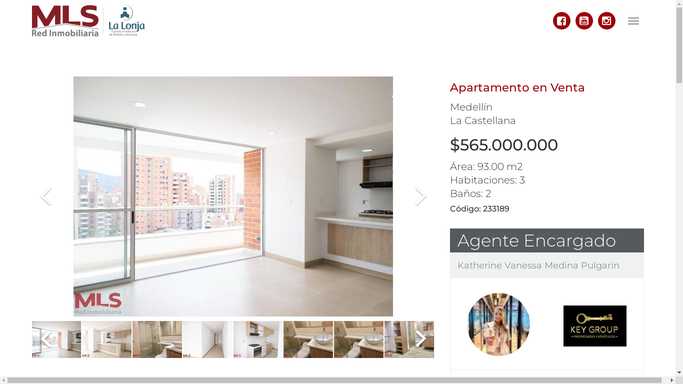 MLS
Red Inmobiliaria
La Lonja
Apartamento en Venta
Medellín
La Castellana
$565.000.000
Área: 93.00 m2
Habitaciones: 3
Baños: 2
Código: 233189
Agente Encargado
Katherine Vanessa Medina Pulgarin
MLS
Red Inmobiliaria
KEY GROUP